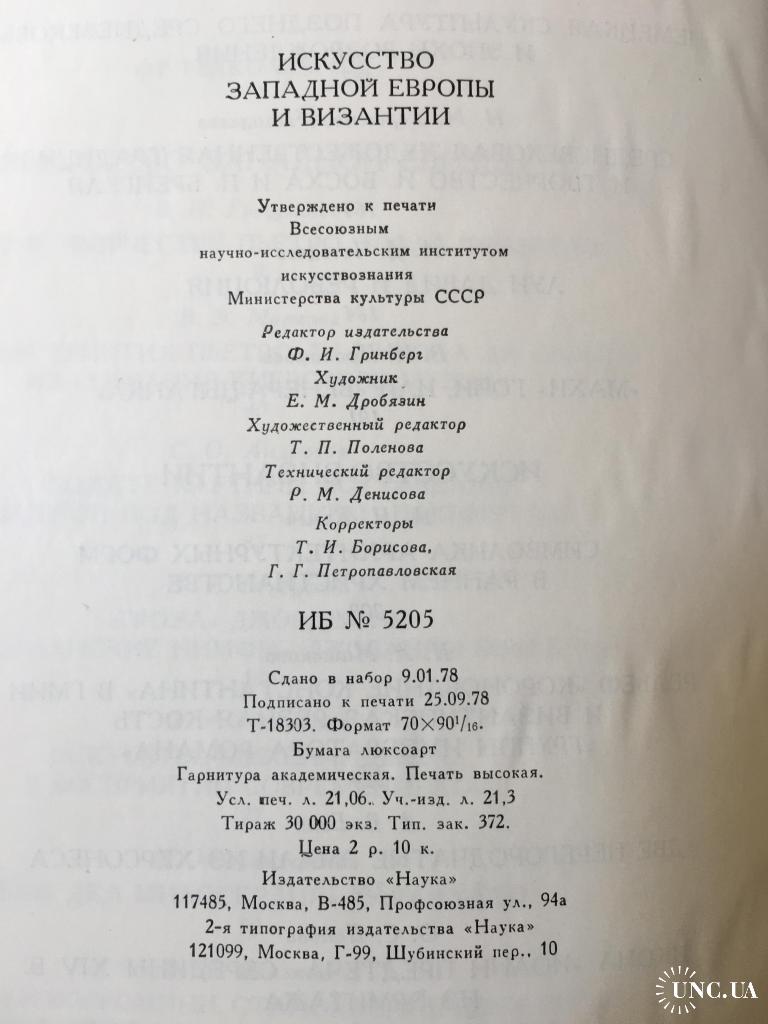 ИСКУССТВО
ЗАПАДНОЙ ЕВРОПЫ
И ВИЗАНТИИ
Утверждено к печати
Всесоюзным
научно-исследовательским институтом
искусствознания
Министерства культуры СССР
Редактор издательства
Ф. И. Гринберг
Художник
Е. М. Дробязин
Художественный редактор
Т. П. Поленова
Технический редактор
Р. М. Денисова
Корректоры
Т. И. Борисова,
Г. Г. Петропавловская
ИБ № 5205
Сдано в набор 9.01.78
Подписано к печати 25.09.78
Т-18303. Формат 70×90¹/₁₆.
Бумага люксоарт
Гарнитура академическая. Печать высокая.
Усл. печ. л. 21,06. Уч.-изд. л. 21,3
Тираж 30 000 экз. Тип. зак. 372.
Цена 2 р. 10 к.
Издательство «Наука»
117485, Москва, В-485, Профсоюзная ул., 94а
2-я типография издательства «Наука»
121099, Москва, Г-99, Шубинский пер., 10
UNC.UA